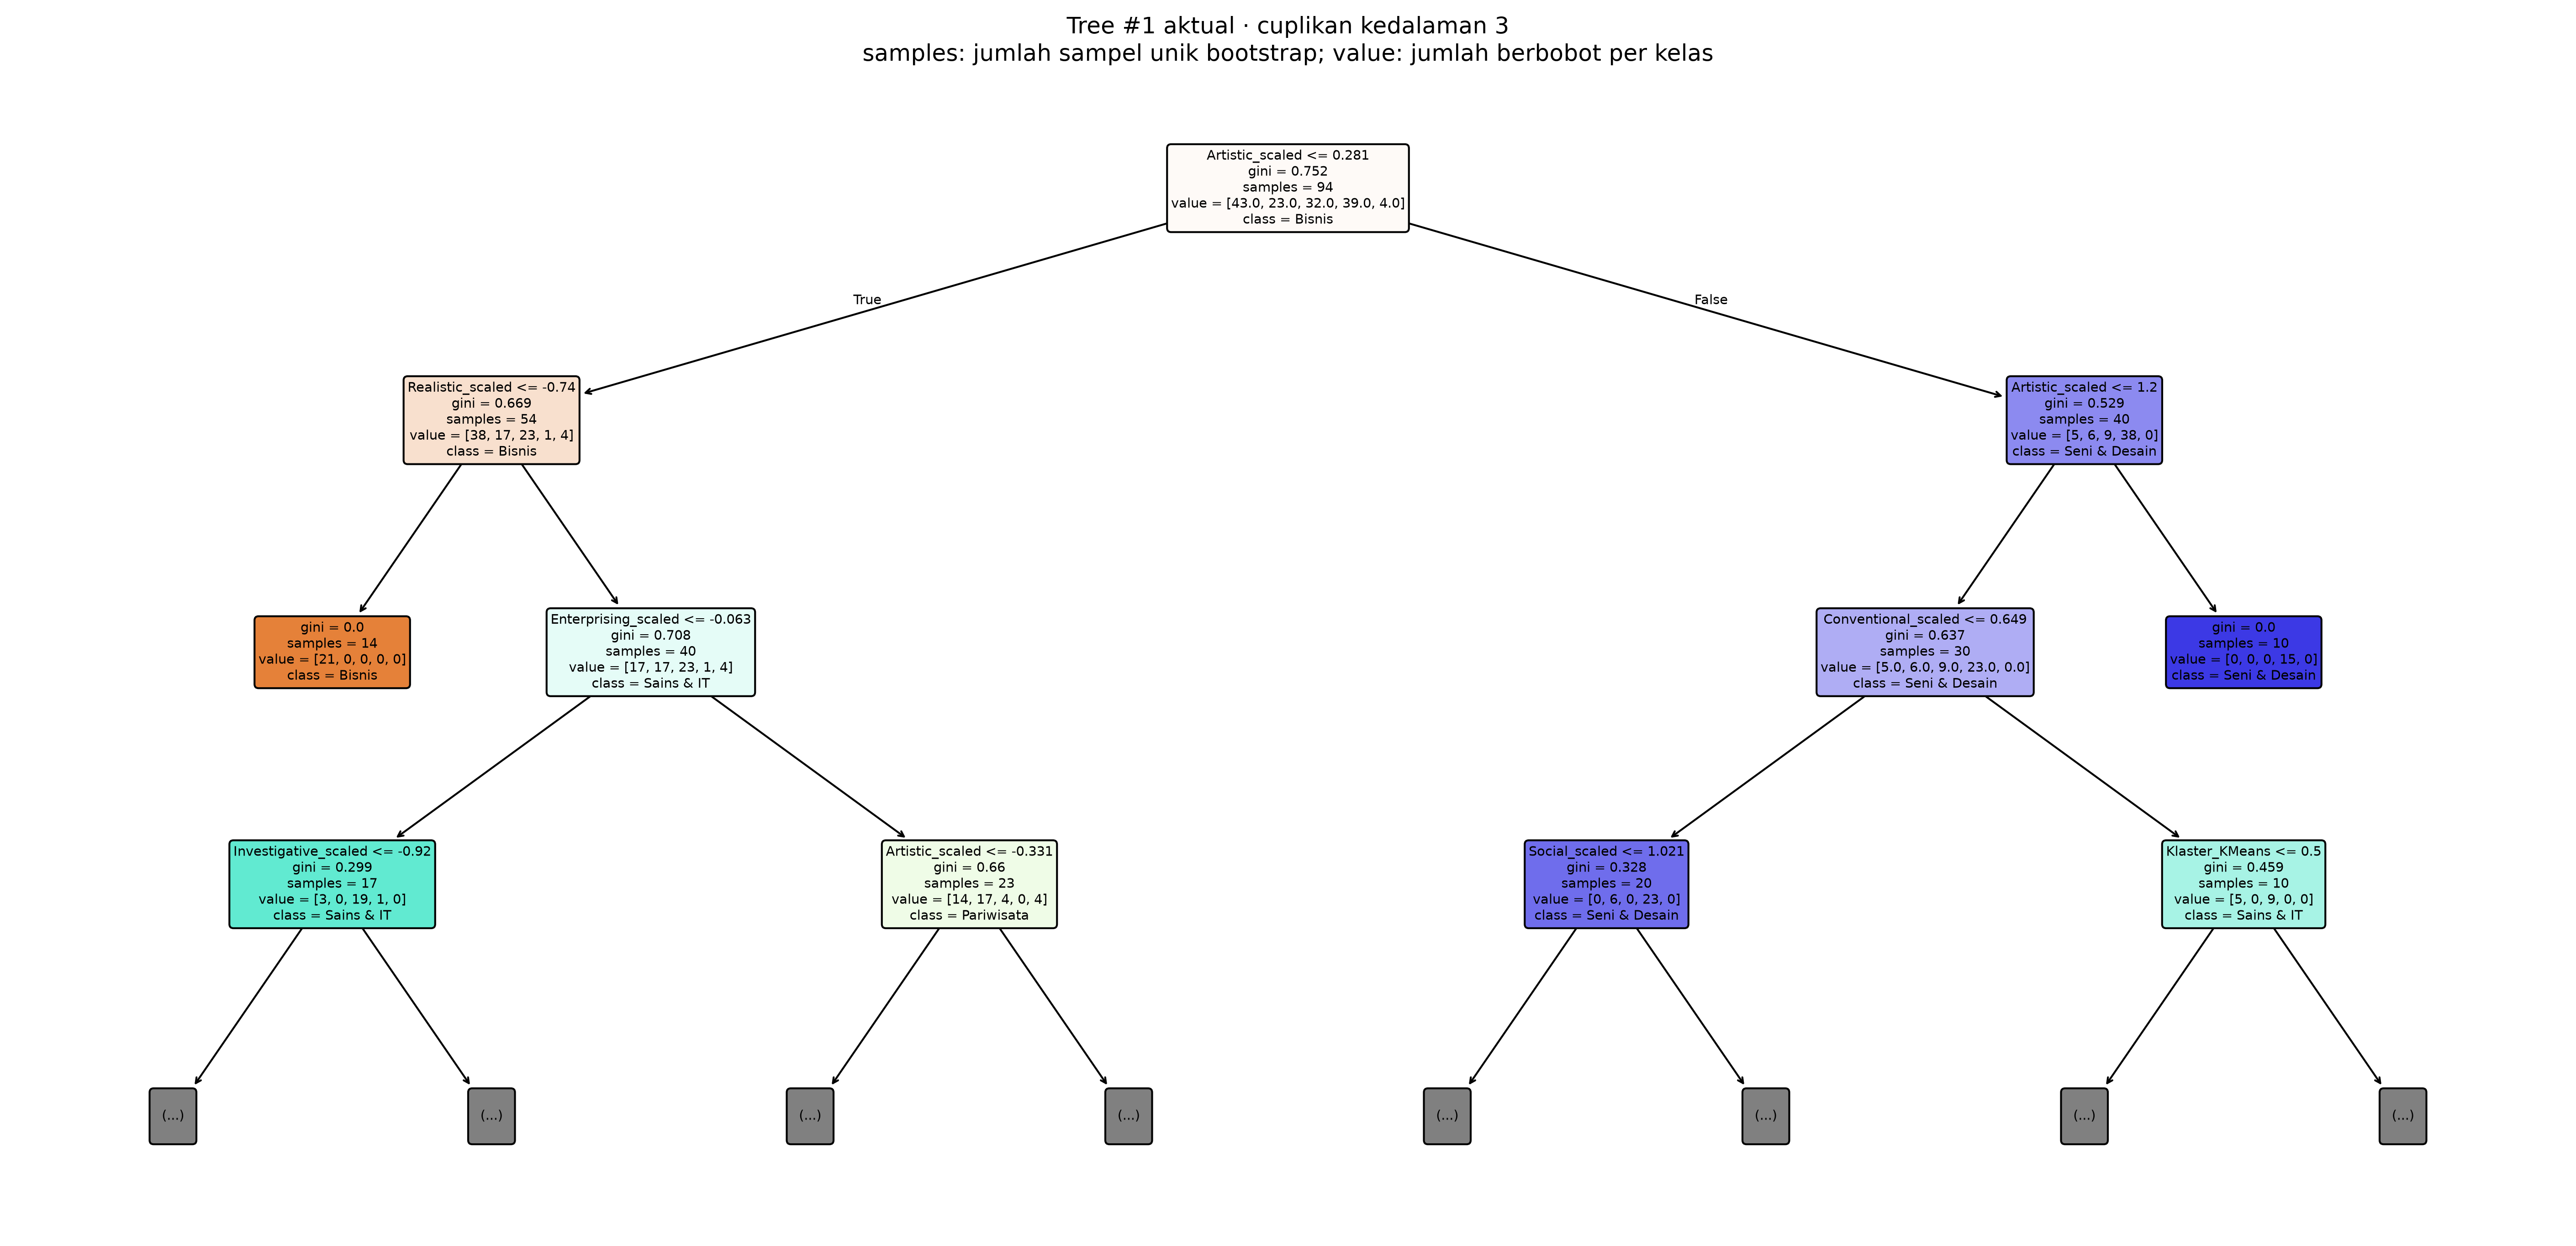 Tree #1 aktual · cuplikan kedalaman 3
samples: jumlah sampel unik bootstrap; value: jumlah berbobot per kelas
Artistic_scaled <= 0.281
gini = 0.752
samples = 94
value = [43.0, 23.0, 32.0, 39.0, 4.0]
class = Bisnis
True
False
Realistic_scaled <= -0.74
gini = 0.669
samples = 54
value = [38, 17, 23, 1, 4]
class = Bisnis
Artistic_scaled <= 1.2
gini = 0.529
samples = 40
value = [5, 6, 9, 38, 0]
class = Seni & Desain
gini = 0.0
samples = 14
value = [21, 0, 0, 0, 0]
class = Bisnis
Enterprising_scaled <= -0.063
gini = 0.708
samples = 40
value = [17, 17, 23, 1, 4]
class = Sains & IT
Conventional_scaled <= 0.649
gini = 0.637
samples = 30
value = [5.0, 6.0, 9.0, 23.0, 0.0]
class = Seni & Desain
gini = 0.0
samples = 10
value = [0, 0, 0, 15, 0]
class = Seni & Desain
Investigative_scaled <= -0.92
gini = 0.299
samples = 17
value = [3, 0, 19, 1, 0]
class = Sains & IT
Artistic_scaled <= -0.331
gini = 0.66
samples = 23
value = [14, 17, 4, 0, 4]
class = Pariwisata
Social_scaled <= 1.021
gini = 0.328
samples = 20
value = [0, 6, 0, 23, 0]
class = Seni & Desain
Klaster_KMeans <= 0.5
gini = 0.459
samples = 10
value = [5, 0, 9, 0, 0]
class = Sains & IT
(...)
(...)
(...)
(...)
(...)
(...)
(...)
(...)